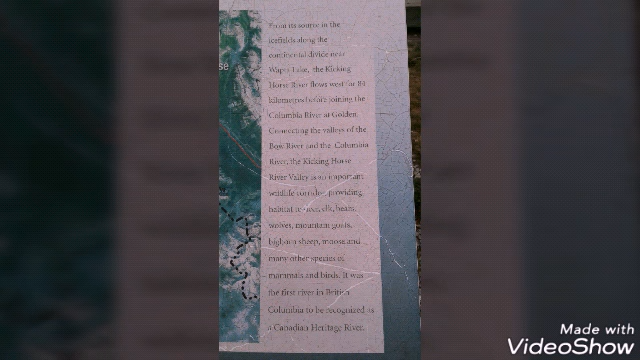 From its source in the
icefields along the
continental divide near
Wapta Lake, the Kicking
Horse River flows west for 84
kilometres before joining the
Columbia River at Golden.
Connecting the valleys of the
Bow River and the Columbia
River, the Kicking Horse
River Valley is an important
wildlife corridor, providing
habitat to deer, elk, bears,
wolves, mountain goats,
bighorn sheep, moose and
many other species of
mammals and birds. It was
the first river in British
Columbia to be recognized as
a Canadian Heritage River.
se
Made with
VideoShow